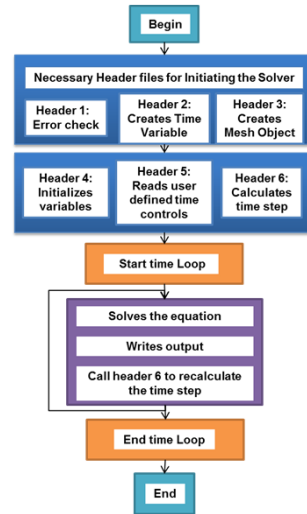 Begin
Necessary Header files for Initiating the Solver
Header 1:
Error check
Header 2:
Creates Time
Variable
Header 3:
Creates
Mesh Object
Header 4:
Initializes
variables
Header 5:
Reads user
defined time
controls
Header 6:
Calculates
time step
Start time Loop
Solves the equation
Writes output
Call header 6 to recalculate
the time step
End time Loop
End